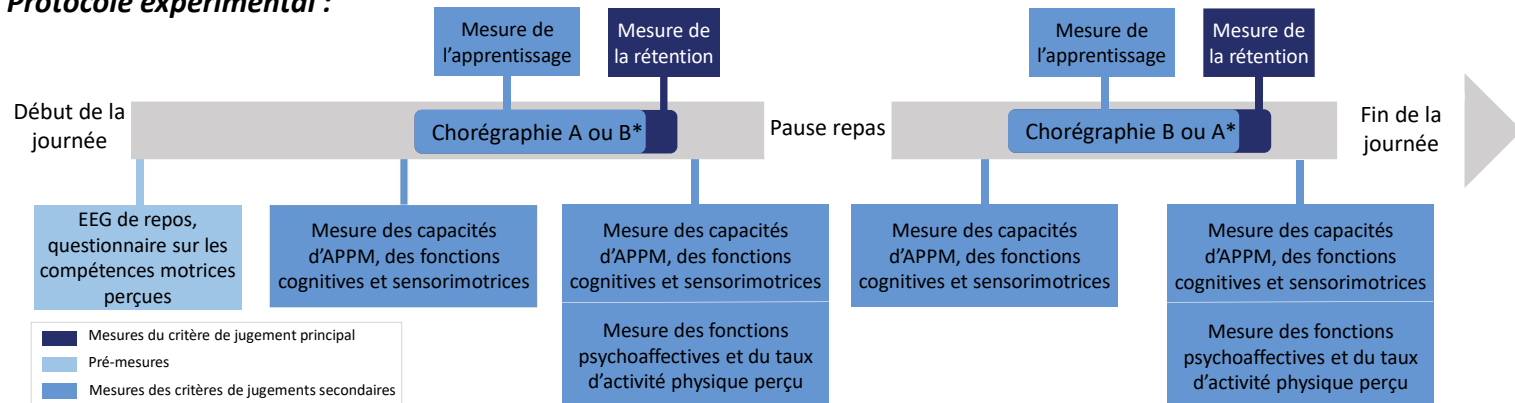 Protocole expérimental :
Mesure de
l’apprentissage
Mesure de
la rétention
Mesure de
l’apprentissage
Mesure de
la rétention
Début de la
journée
Chorégraphie A ou B*
Pause repas
Chorégraphie B ou A*
Fin de la
journée
EEG de repos,
questionnaire sur les
compétences motrices
perçues
Mesure des capacités
d’APPM, des fonctions
cognitives et sensorimotrices
Mesure des capacités
d’APPM, des fonctions
cognitives et sensorimotrices
Mesure des fonctions
psychoaffectives et du taux
d’activité physique perçu
Mesure des capacités
d’APPM, des fonctions
cognitives et sensorimotrices
Mesure des capacités
d’APPM, des fonctions
cognitives et sensorimotrices
Mesure des fonctions
psychoaffectives et du taux
d’activité physique perçu
Mesures du critère de jugement principal
Pré-mesures
Mesures des critères de jugements secondaires